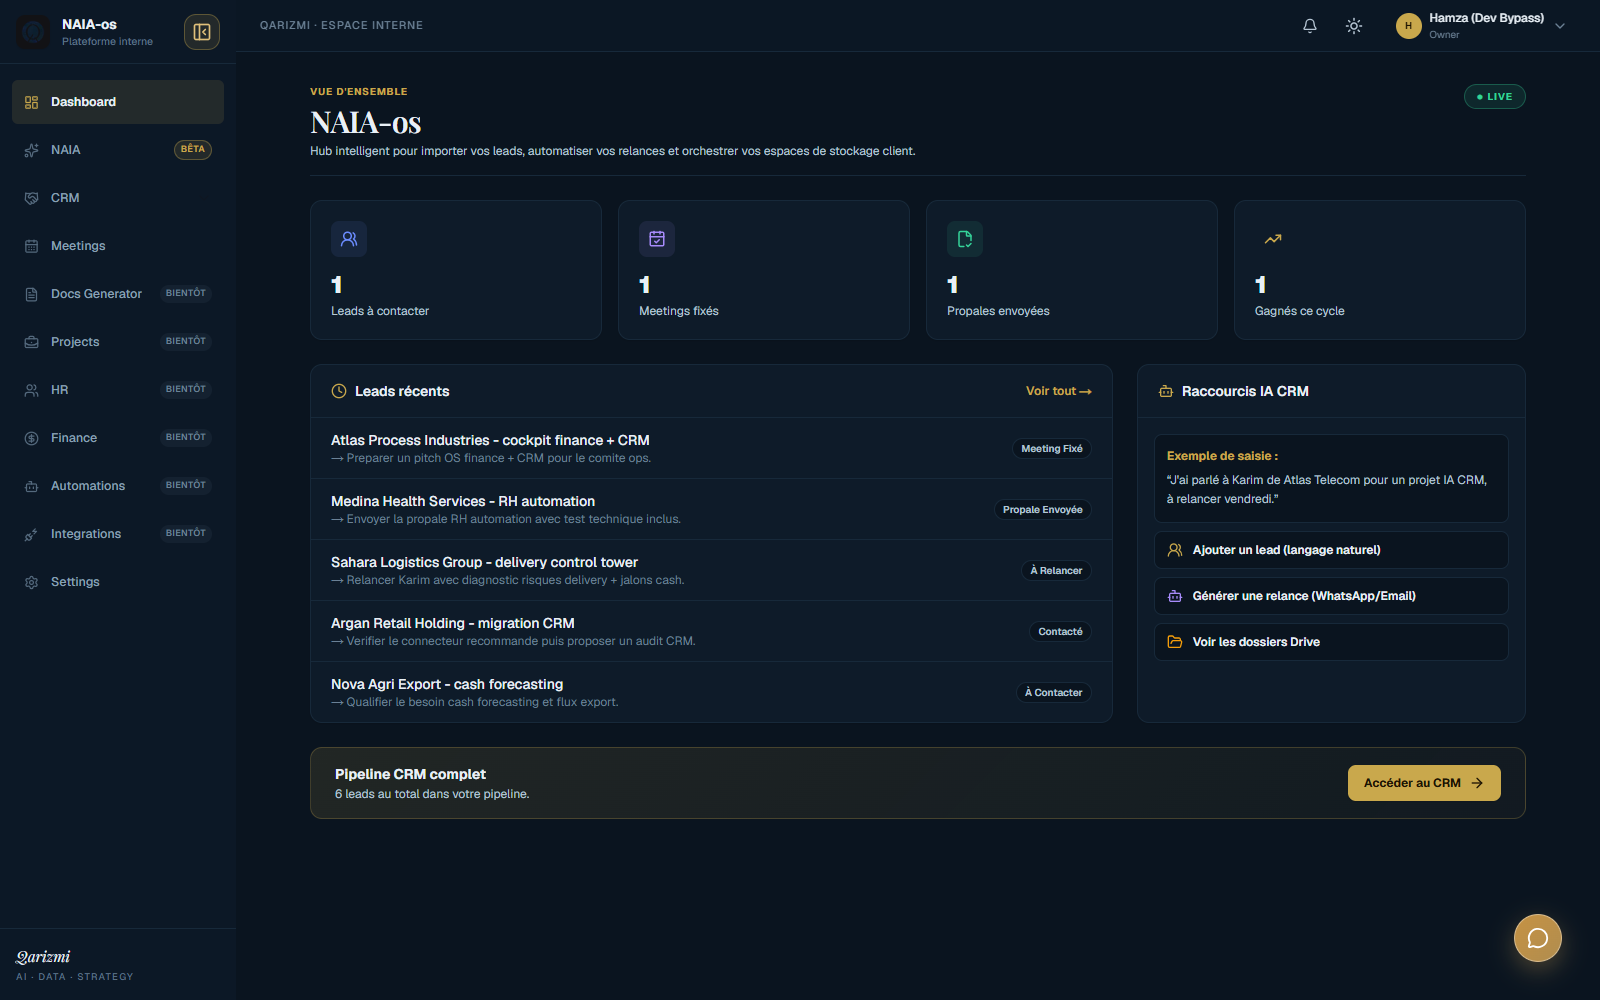 NAIA-os
Plateforme interne
QARIZMI · ESPACE INTERNE
H
Hamza (Dev Bypass)
Owner
Dashboard
NAIA
BÊTA
CRM
Meetings
Docs Generator
BIENTÔT
Projects
BIENTÔT
HR
BIENTÔT
Finance
BIENTÔT
Automations
BIENTÔT
Integrations
BIENTÔT
Settings
Qarizmi
AI · DATA · STRATEGY
VUE D'ENSEMBLE
LIVE
NAIA-os
Hub intelligent pour importer vos leads, automatiser vos relances et orchestrer vos espaces de stockage client.
1
Leads à contacter
1
Meetings fixés
1
Propales envoyées
1
Gagnés ce cycle
Leads récents
Voir tout →
Atlas Process Industries - cockpit finance + CRM
→ Preparer un pitch OS finance + CRM pour le comite ops.
Meeting Fixé
Medina Health Services - RH automation
→ Envoyer la propale RH automation avec test technique inclus.
Propale Envoyée
Sahara Logistics Group - delivery control tower
→ Relancer Karim avec diagnostic risques delivery + jalons cash.
À Relancer
Argan Retail Holding - migration CRM
→ Verifier le connecteur recommande puis proposer un audit CRM.
Contacté
Nova Agri Export - cash forecasting
→ Qualifier le besoin cash forecasting et flux export.
À Contacter
Raccourcis IA CRM
Exemple de saisie :
“J'ai parlé à Karim de Atlas Telecom pour un projet IA CRM,
à relancer vendredi.”
Ajouter un lead (langage naturel)
Générer une relance (WhatsApp/Email)
Voir les dossiers Drive
Pipeline CRM complet
6 leads au total dans votre pipeline.
Accéder au CRM →